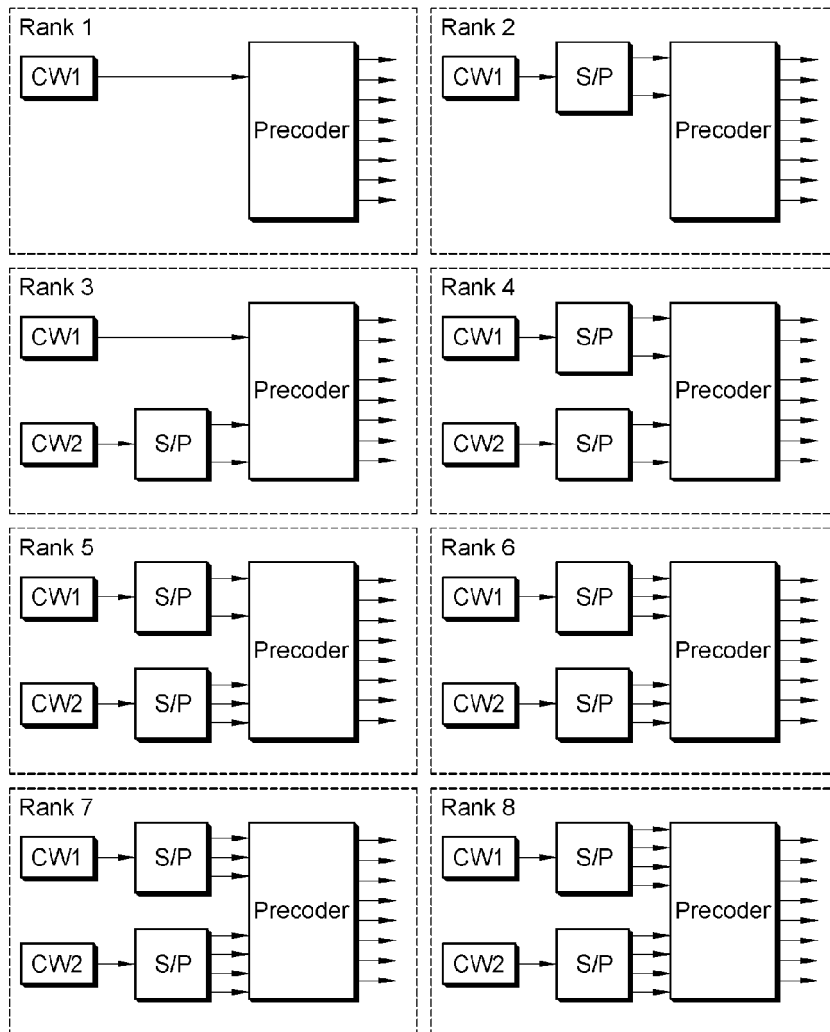 Rank 1
CW1
Precoder
Rank 2
CW1
S/P
Precoder
Rank 3
CW1
Precoder
CW2
S/P
Rank 4
CW1
S/P
Precoder
CW2
S/P
Rank 5
CW1
S/P
Precoder
CW2
S/P
Rank 6
CW1
S/P
Precoder
CW2
S/P
Rank 7
CW1
S/P
Precoder
CW2
S/P
Rank 8
CW1
S/P
Precoder
CW2
S/P